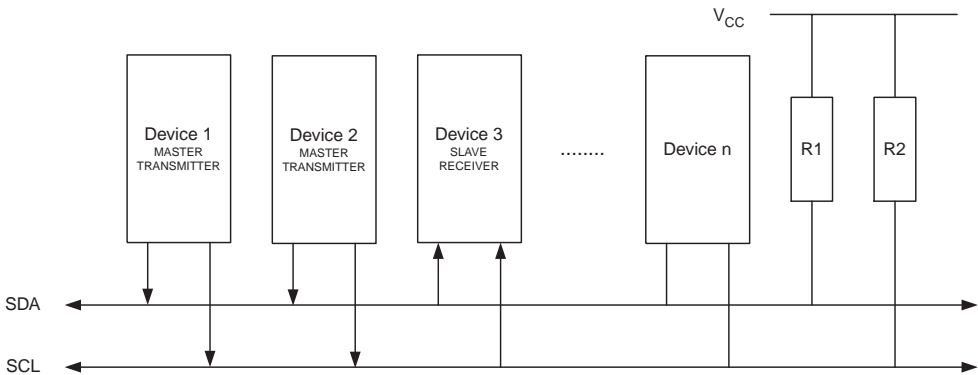 V_CC
Device 1
MASTER
TRANSMITTER
Device 2
MASTER
TRANSMITTER
Device 3
SLAVE
RECEIVER
........
Device n
R1
R2
SDA
SCL